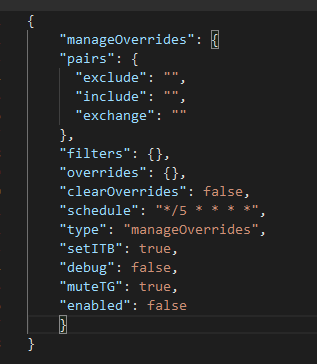 {
"manageOverrides": {
"pairs": {
"exclude": "",
"include": "",
"exchange": ""
},
"filters": {},
"overrides": {},
"clearOverrides": false,
"schedule": "*/5 * * * *",
"type": "manageOverrides",
"setITB": true,
"debug": false,
"muteTG": true,
"enabled": false
}
}